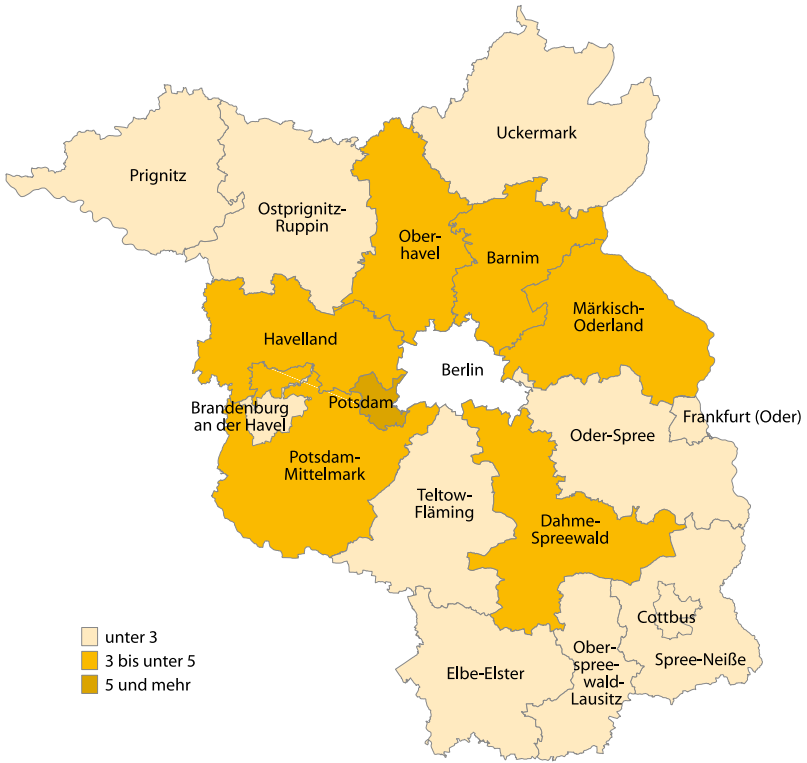 Uckermark
Prignitz
Ostprignitz-
Ruppin
Ober-
havel
Barnim
Märkisch-
Oderland
Havelland
Berlin
Potsdam
Brandenburg
an der Havel
Frankfurt (Oder)
Oder-Spree
Potsdam-
Mittelmark
Teltow-
Fläming
Dahme-
Spreewald
Cottbus
Spree-Neiße
Elbe-Elster
Ober-
spree-
wald-
Lausitz
unter 3
3 bis unter 5
5 und mehr